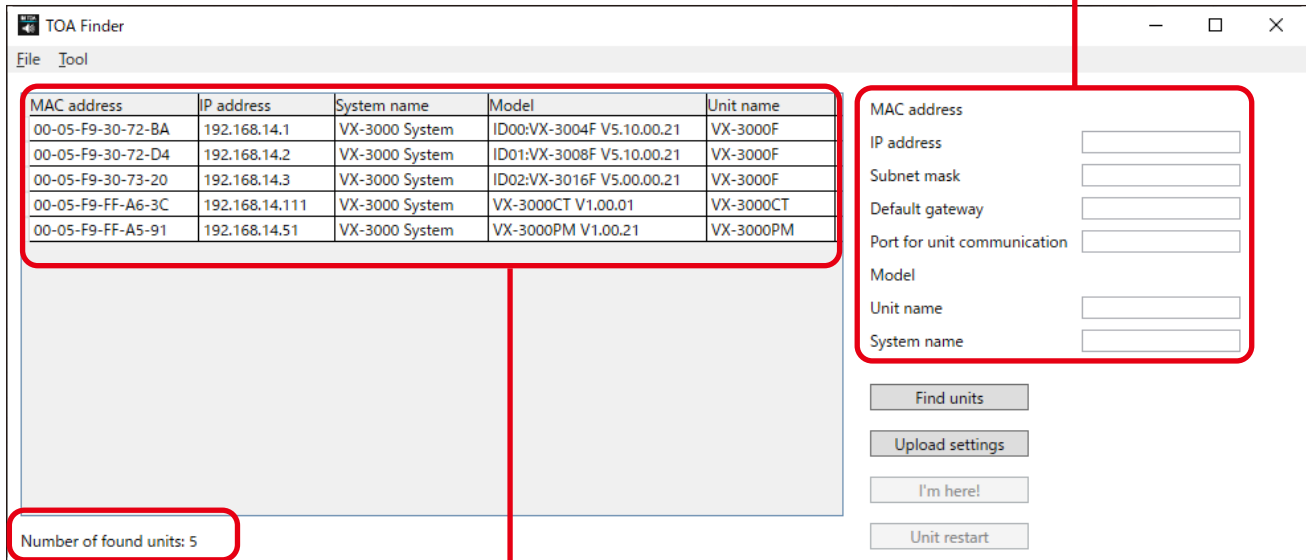 TOA Finder
File Tool
MAC address IP address System name Model Unit name
00-05-F9-30-72-BA 192.168.14.1 VX-3000 System ID00:VX-3004F V5.10.00.21 VX-3000F
00-05-F9-30-72-D4 192.168.14.2 VX-3000 System ID01:VX-3008F V5.10.00.21 VX-3000F
00-05-F9-30-73-20 192.168.14.3 VX-3000 System ID02:VX-3016F V5.00.00.21 VX-3000F
00-05-F9-FF-A6-3C 192.168.14.111 VX-3000 System VX-3000CT V1.00.01 VX-3000CT
00-05-F9-FF-A5-91 192.168.14.51 VX-3000 System VX-3000PM V1.00.21 VX-3000PM
Number of found units: 5
MAC address
IP address
Subnet mask
Default gateway
Port for unit communication
Model
Unit name
System name
Find units
Upload settings
I'm here!
Unit restart